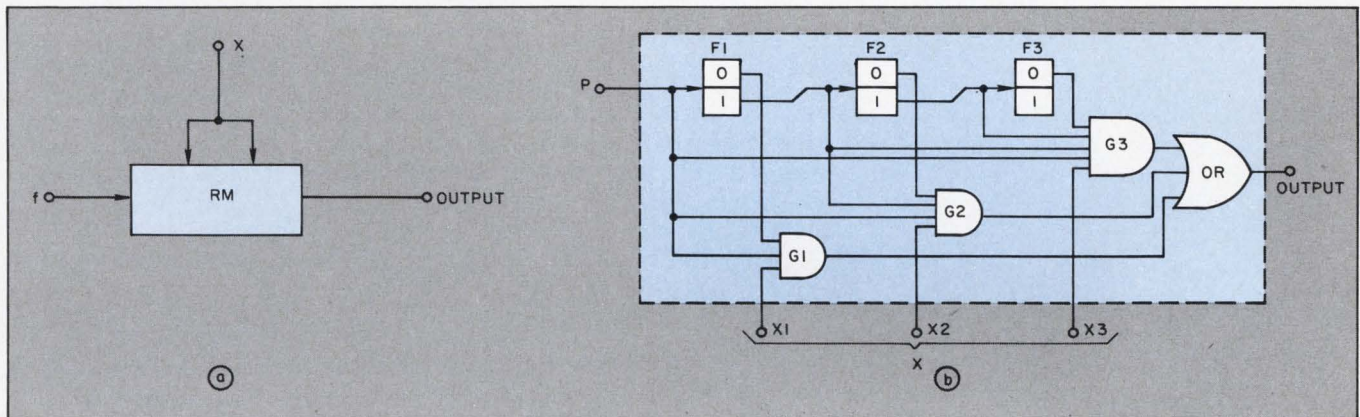 X
f
RM
OUTPUT
a
F1
F2
F3
P
0
1
0
1
0
1
G3
OR
OUTPUT
G2
G1
X1
X2
X3
X
b